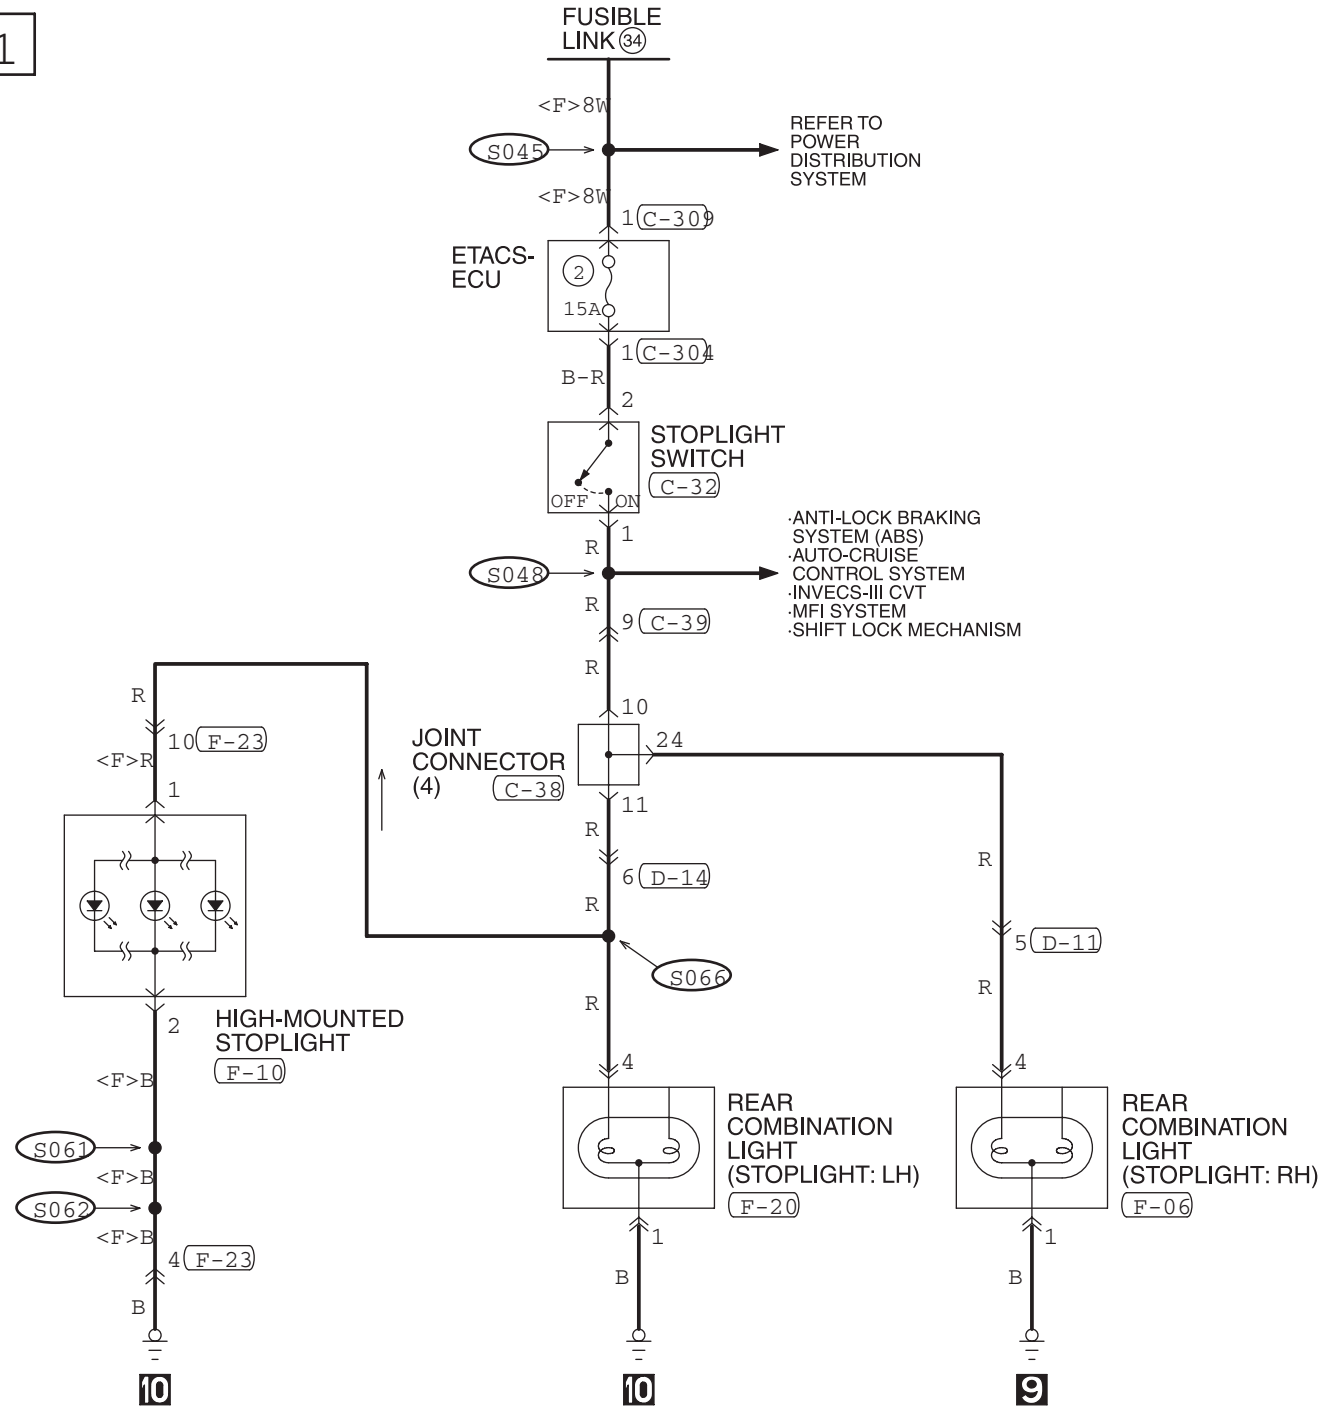 1
FUSIBLE
LINK 34
<F>8W
S045
REFER TO
POWER
DISTRIBUTION
SYSTEM
<F>8W
1 C-309
ETACS-
ECU
2
15A
1 C-304
B-R
2
STOPLIGHT
SWITCH
C-32
OFF ON
1
R
S048
·ANTI-LOCK BRAKING
SYSTEM (ABS)
·AUTO-CRUISE
CONTROL SYSTEM
·INVECS-III CVT
·MFI SYSTEM
·SHIFT LOCK MECHANISM
R
9 C-39
R
R
10
10 F-23
<F>R
1
JOINT
CONNECTOR
(4) C-38
24
11
R
6 D-14
R
R
5 D-11
R
S066
R
2
HIGH-MOUNTED
STOPLIGHT
F-10
<F>B
4
4
REAR
COMBINATION
LIGHT
(STOPLIGHT: LH)
F-20
REAR
COMBINATION
LIGHT
(STOPLIGHT: RH)
F-06
S061
<F>B
S062
<F>B
4 F-23
B
1
B
1
B
10
10
9